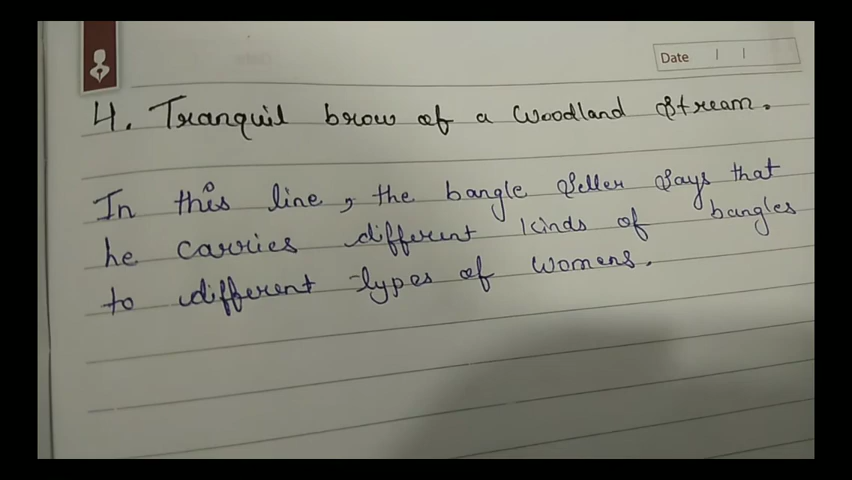 Date / /
4. Tranquil brow of a woodland stream.
In this line, the bangle seller says that
he carries different kinds of bangles
to different types of womens.